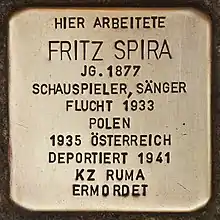 HIER ARBEITETE
FRITZ SPIRA
JG. 1877
SCHAUSPIELER, SÄNGER
FLUCHT 1933
POLEN
1935 ÖSTERREICH
DEPORTIERT 1941
KZ RUMA
ERMORDET